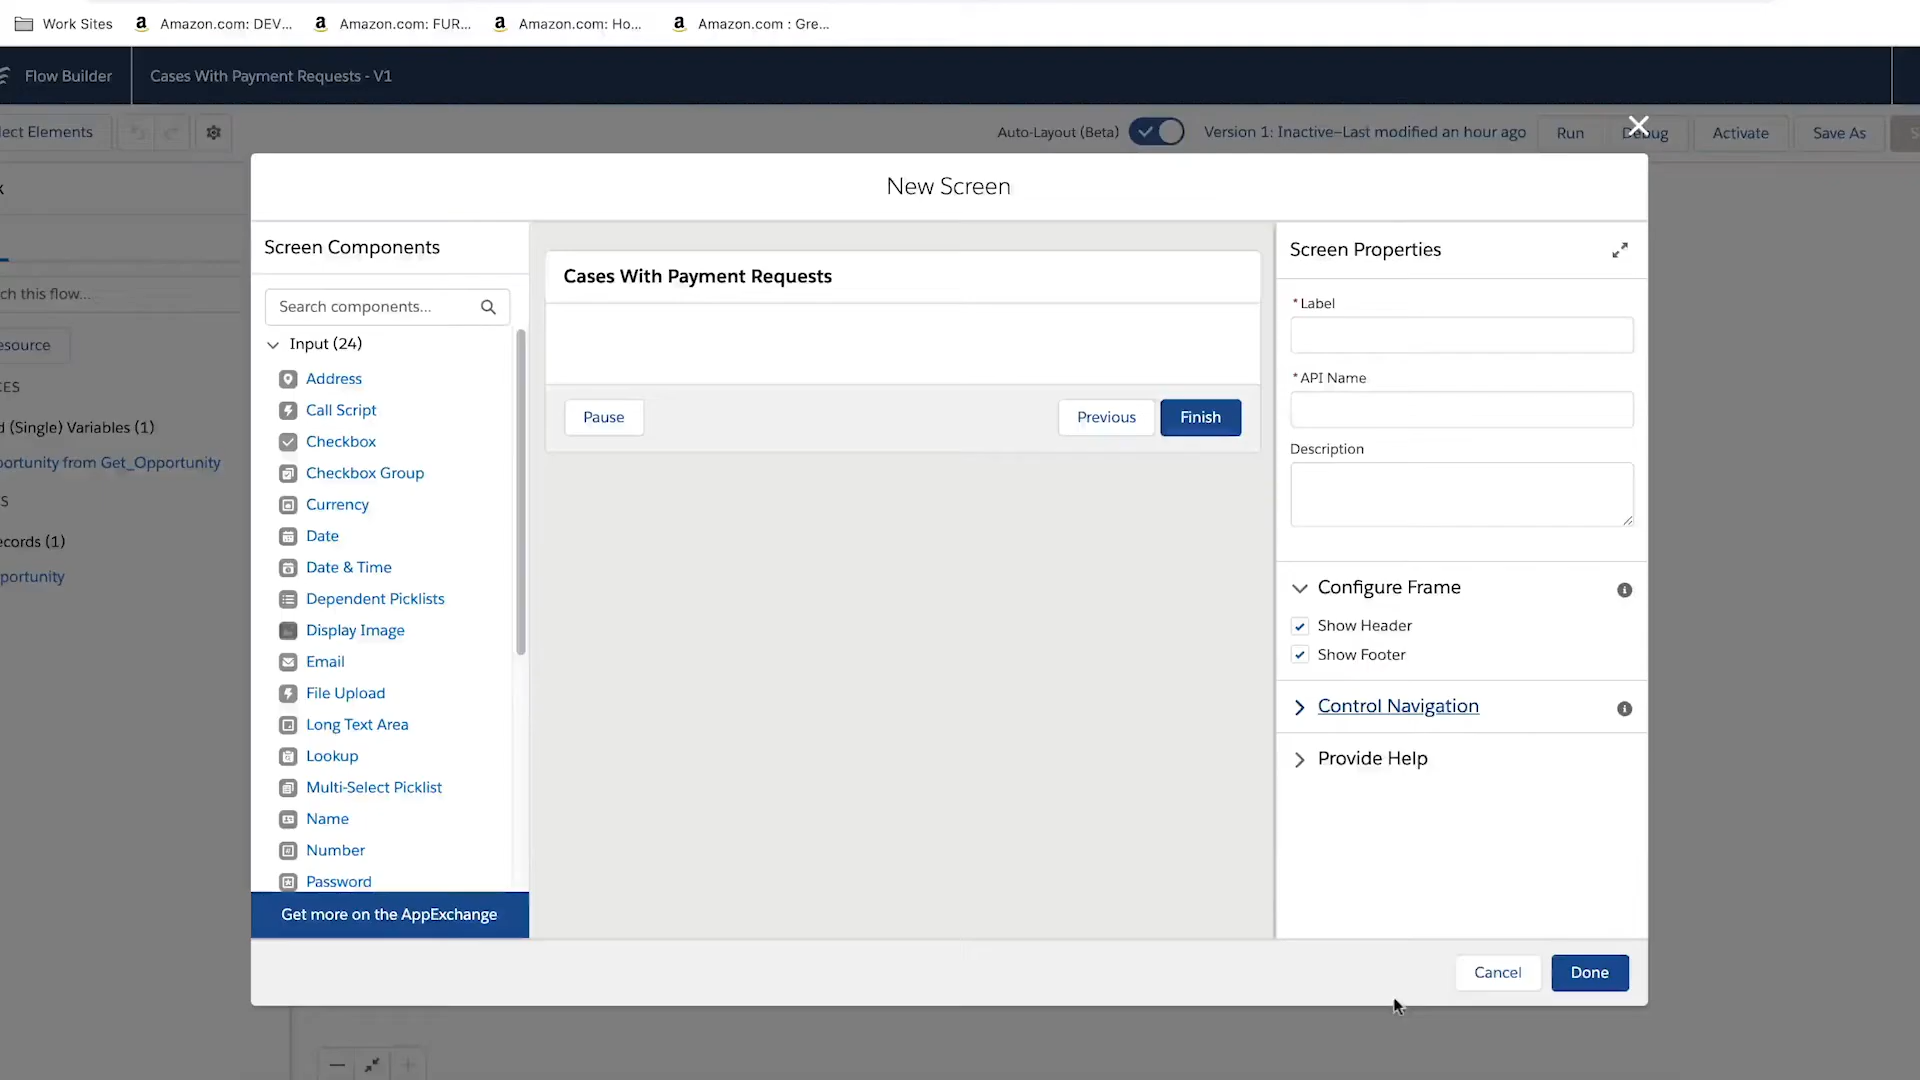 Work Sites
Amazon.com: DEV...
Amazon.com: FUR...
Amazon.com: Ho...
Amazon.com : Gre...
Flow Builder
Cases With Payment Requests - V1
lect Elements
Auto-Layout (Beta)
Version 1: Inactive–Last modified an hour ago
Run
Debug
Activate
Save As
New Screen
ch this flow...
esource
CES
d (Single) Variables (1)
portunity from Get_Opportunity
S
ecords (1)
portunity
Screen Components
Search components...
Input (24)
Address
Call Script
Checkbox
Checkbox Group
Currency
Date
Date & Time
Dependent Picklists
Display Image
Email
File Upload
Long Text Area
Lookup
Multi-Select Picklist
Name
Number
Password
Get more on the AppExchange
Cases With Payment Requests
Pause
Previous
Finish
Screen Properties
*Label
*API Name
Description
Configure Frame
Show Header
Show Footer
Control Navigation
Provide Help
Cancel
Done